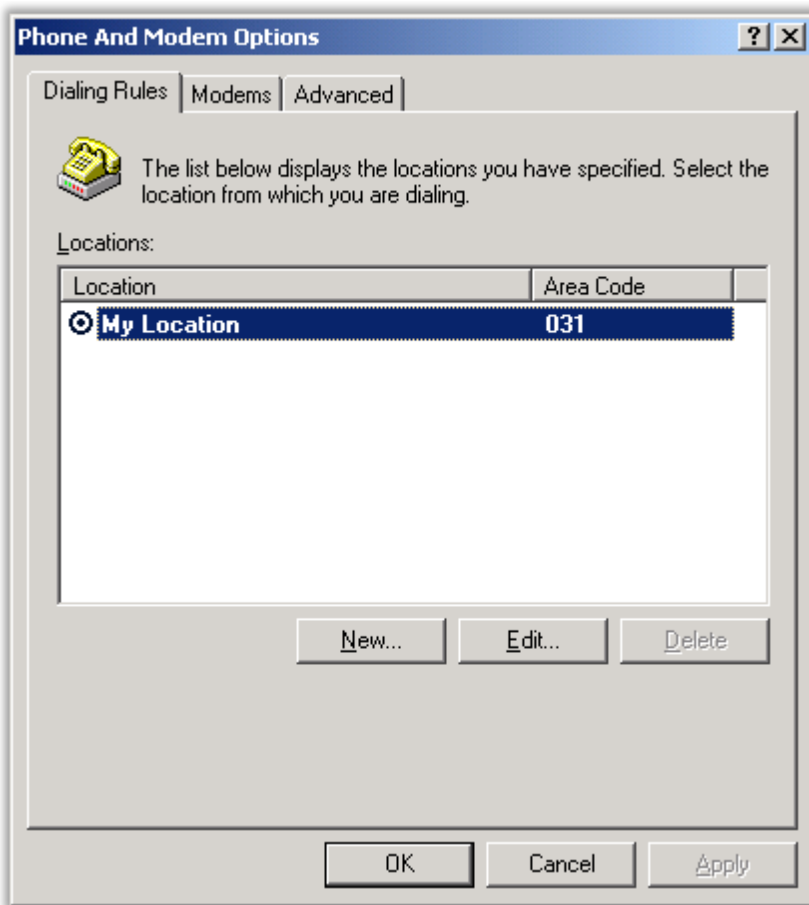 Phone And Modem Options
Dialing Rules Modems Advanced
The list below displays the locations you have specified. Select the
location from which you are dialing.
Locations:
Location Area Code
My Location 031
New... Edit... Delete
OK Cancel Apply